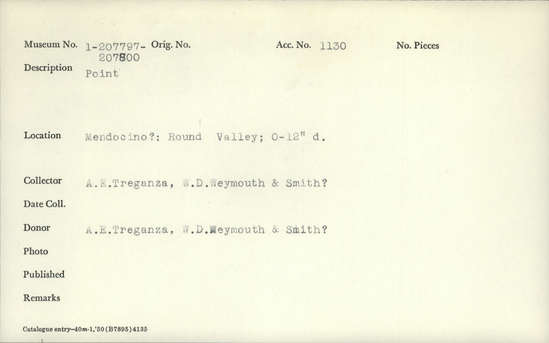 Museum No. 1-207797- Orig. No. Acc. No. 1130 No. Pieces
207800
Description Point
Location Mendocino?; Round Valley; 0-12" d.
Collector A.E.Treganza, W.D.Weymouth & Smith?
Date Coll.
Donor A.E.Treganza, W.D.Weymouth & Smith?
Photo
Published
Remarks
Catalogue entry—40m-1,'50 (B7895) 4135